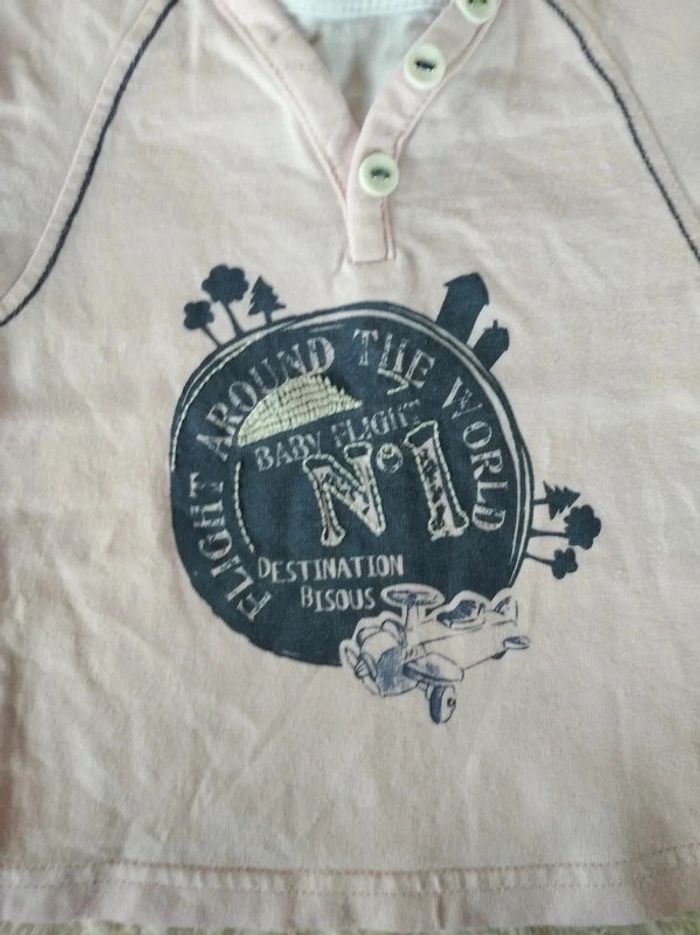 FLIGHT AROUND THE WORLD
BABY FLIGHT
N°1
DESTINATION
BISOUS